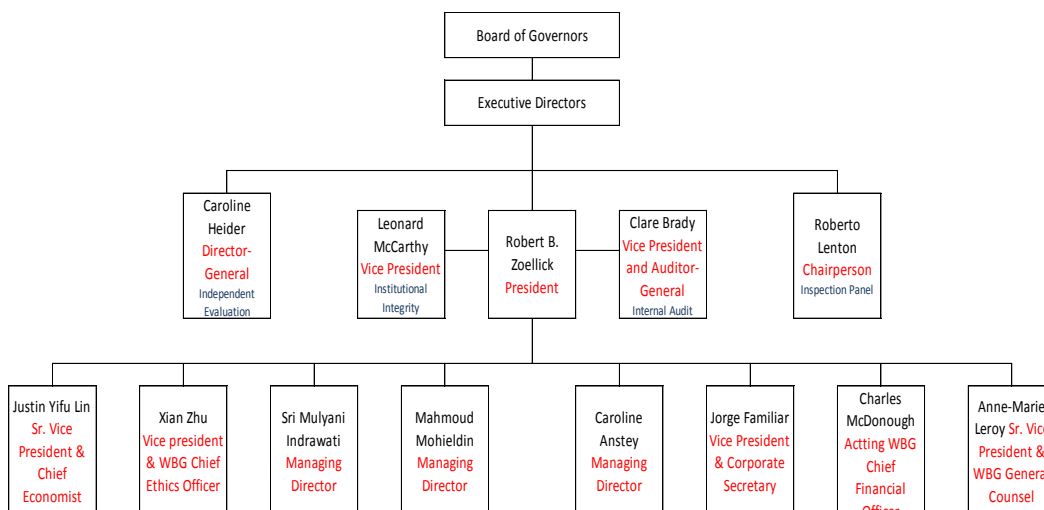 Board of Governors
Executive Directors
Caroline
Heider
Director-
General
Independent
Evaluation
Leonard
McCarthy
Vice President
Institutional
Integrity
Robert B.
Zoellick
President
Clare Brady
Vice President
and Auditor-
General
Internal Audit
Roberto
Lenton
Chairperson
Inspection Panel
Justin Yifu Lin
Sr. Vice
President &
Chief
Economist
Xian Zhu
Vice president
& WBG Chief
Ethics Officer
Sri Mulyani
Indrawati
Managing
Director
Mahmoud
Mohieldin
Managing
Director
Caroline
Anstey
Managing
Director
Jorge Familiar
Vice President
& Corporate
Secretary
Charles
McDonough
Actting WBG
Chief
Financial
Officer
Anne-Marie
Leroy Sr. Vice
President &
WBG General
Counsel